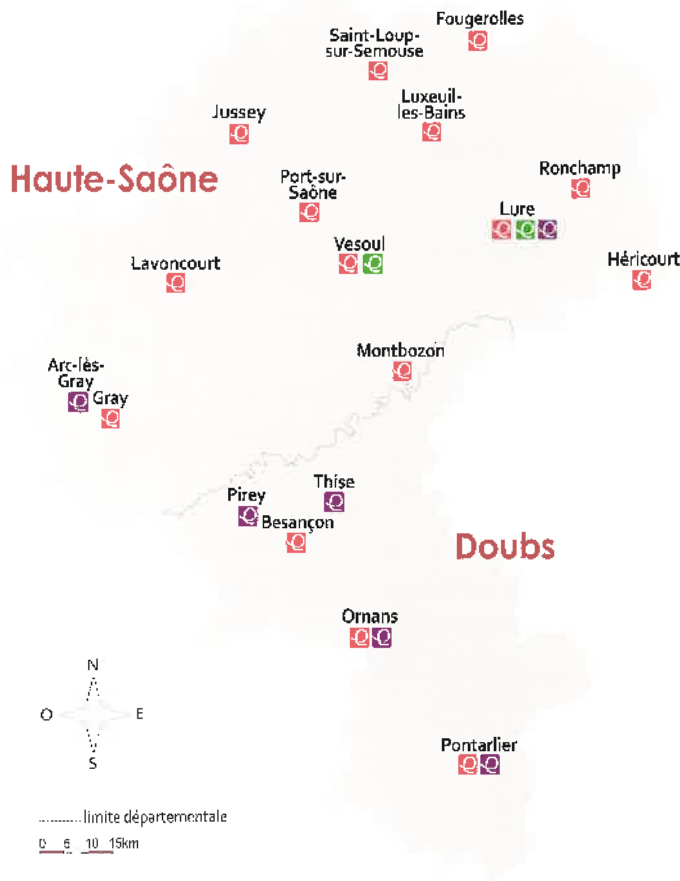 Fougerolles
Saint-Loup-
sur-Semouse
Luxeuil-
les-Bains
Jussey
Haute-Saône
Ronchamp
Port-sur-
Saône
Lure
Vesoul
Héricourt
Lavoncourt
Montbozon
Arc-lès-
Gray
Gray
Thise
Pirey
Besançon
Doubs
Ornans
N
O
E
S
Pontarlier
limite départementale
0 5 10 15km